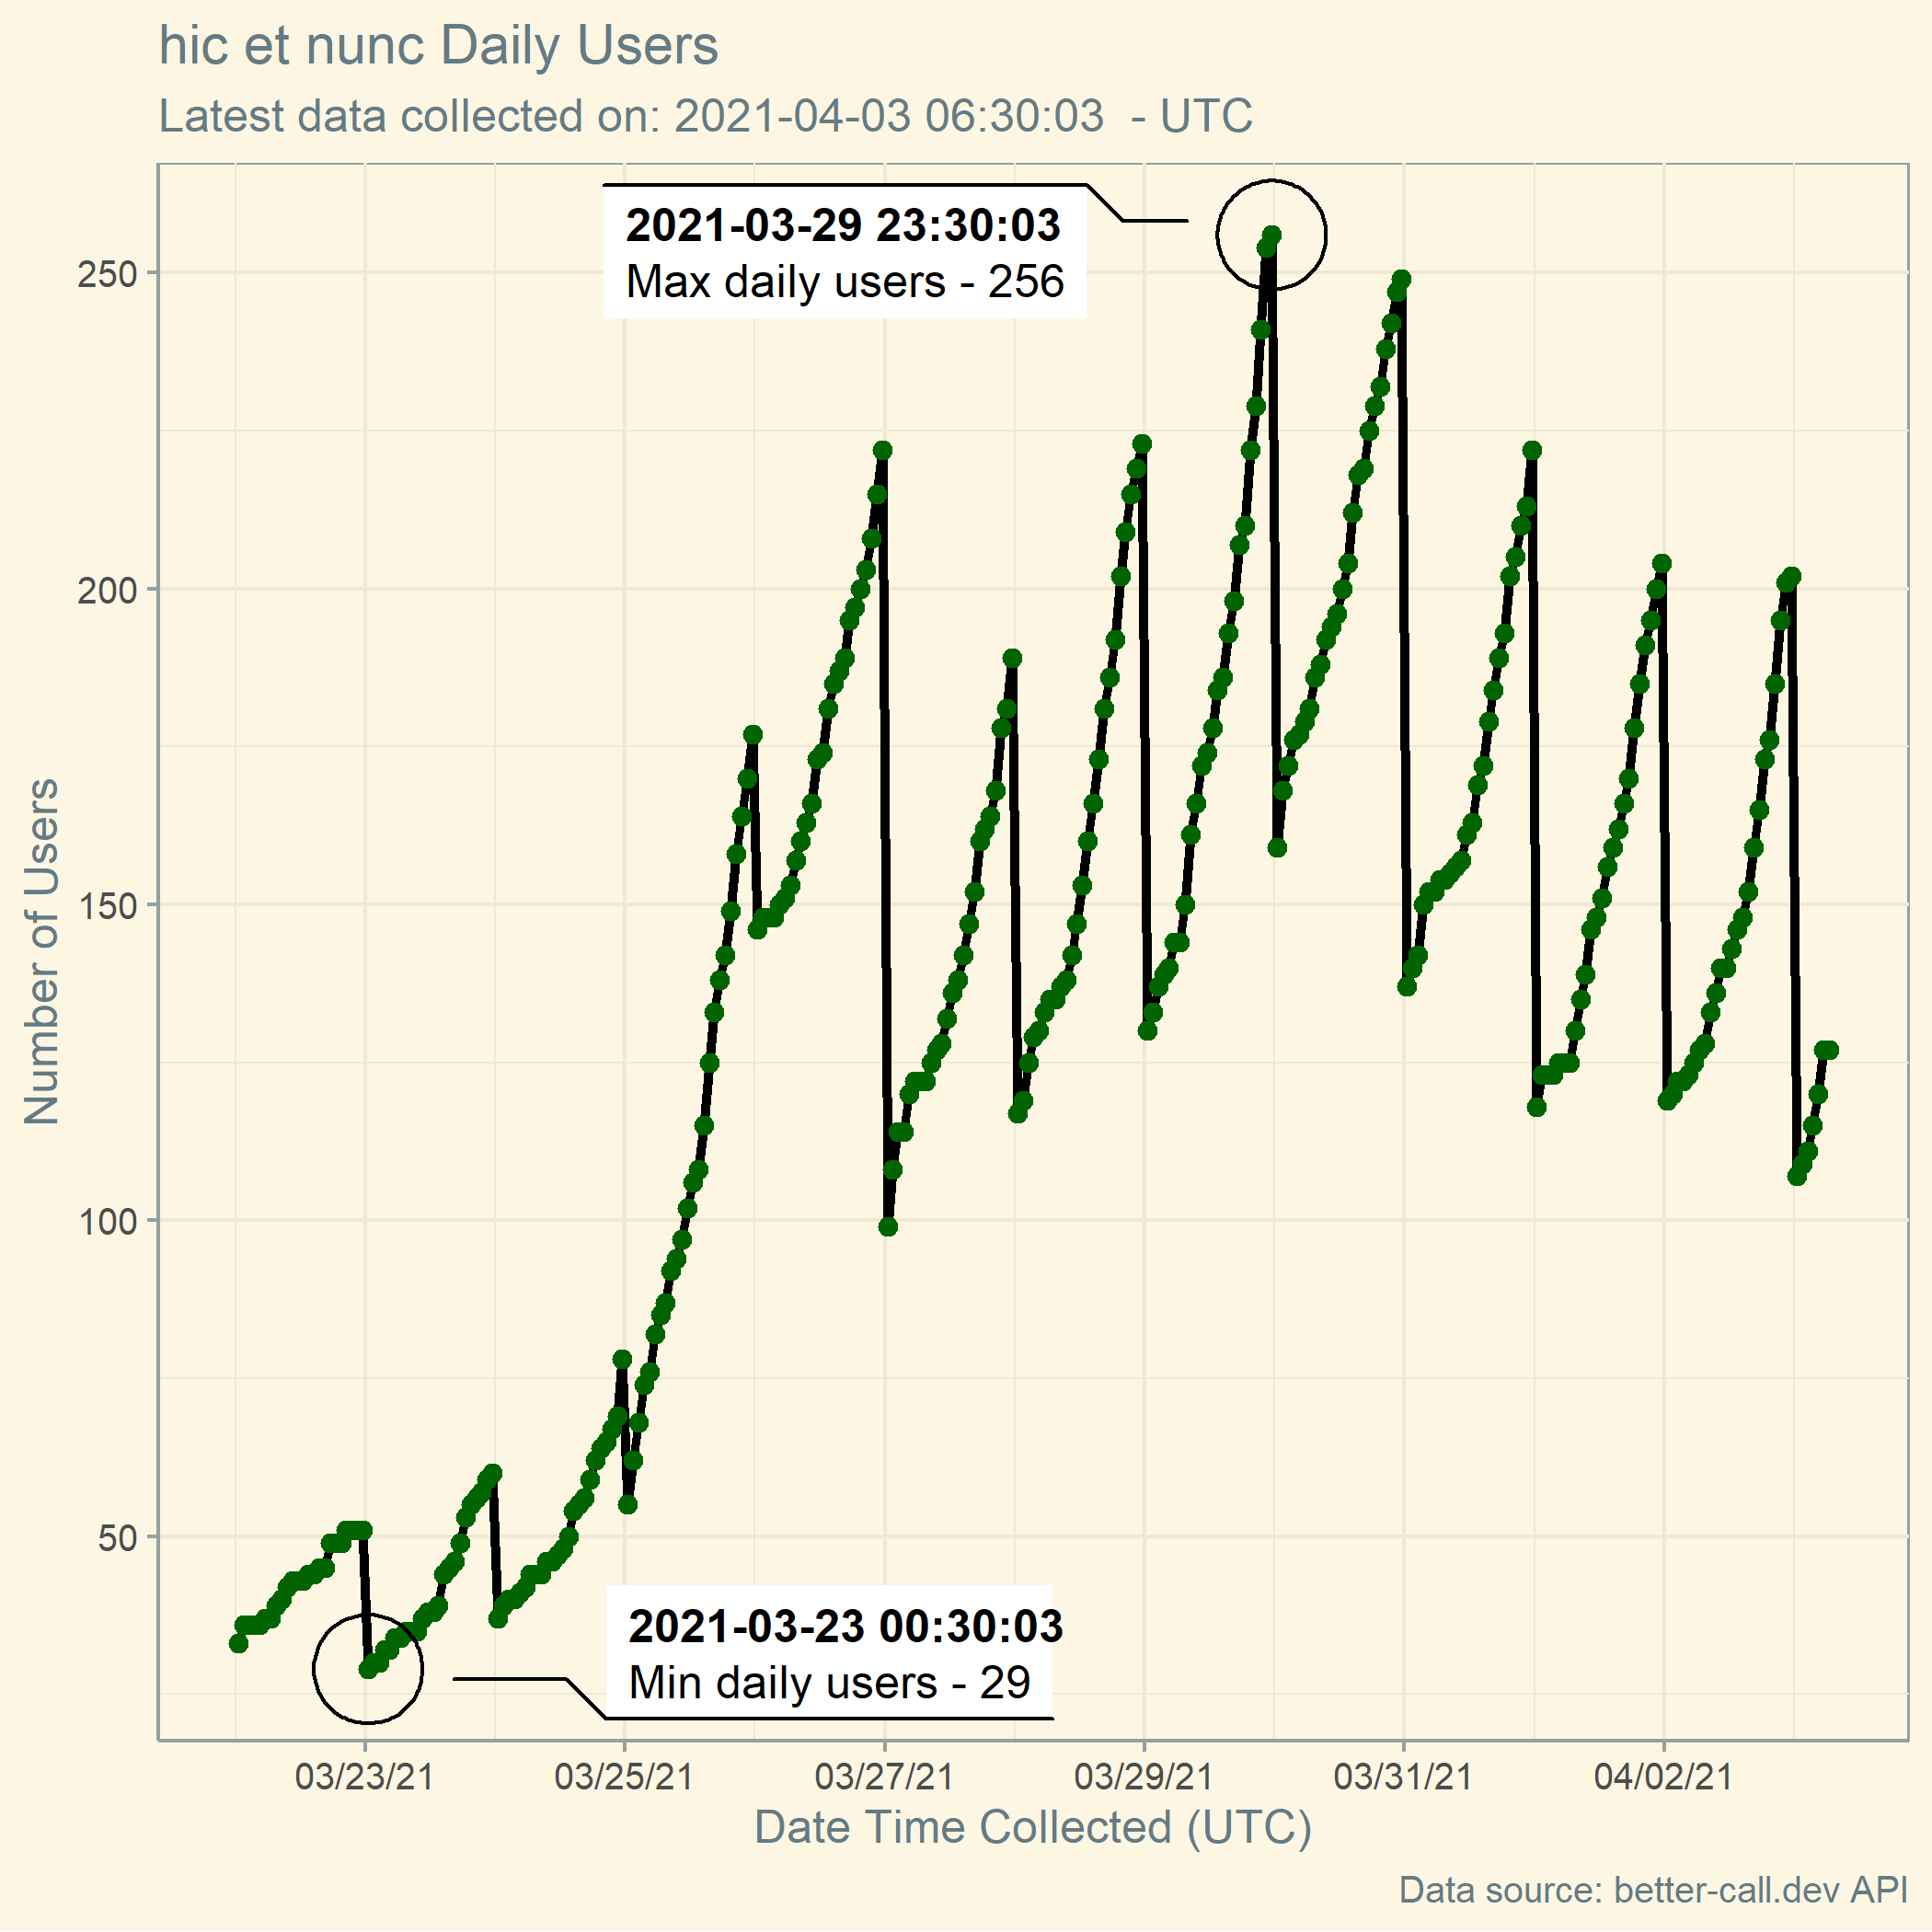 hic et nunc Daily Users
Latest data collected on: 2021-04-03 06:30:03  - UTC
2021-03-29 23:30:03
Max daily users - 256
250
200
150
100
50
Number of Users
2021-03-23 00:30:03
Min daily users - 29
03/23/21
03/25/21
03/27/21
03/29/21
03/31/21
04/02/21
Date Time Collected (UTC)
Data source: better-call.dev API